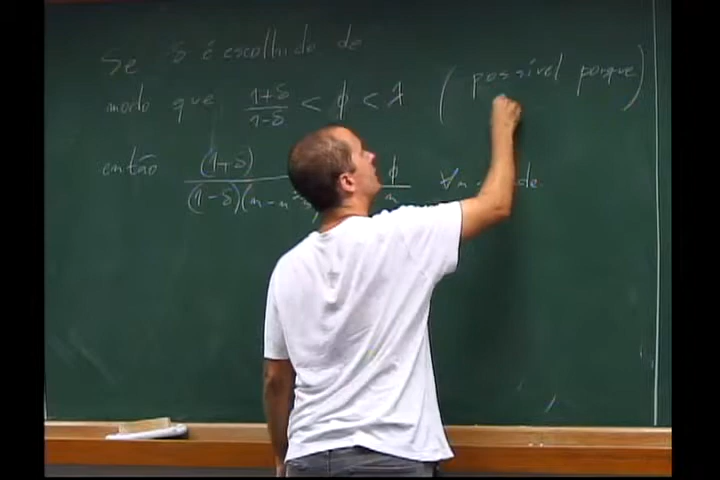 Se δ é escolhido de
modo que (1+δ)/(1-δ) < ϕ < λ ( possível porque )
então (1+δ) / (1-δ)(n-n ϕ / n ∀n de